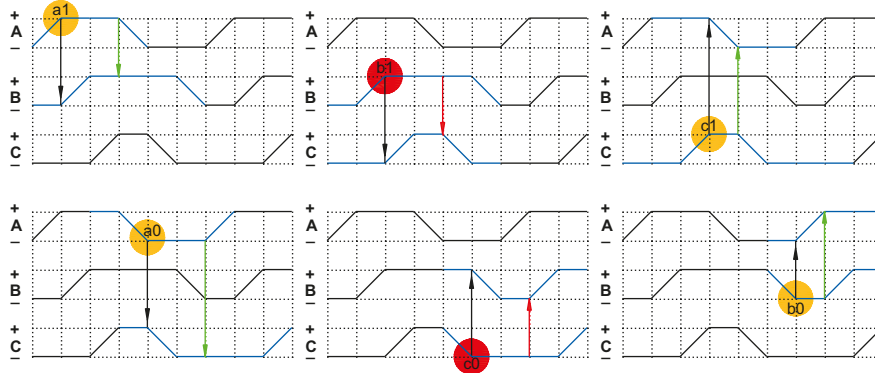 +
A
–
+
B
–
+
C
–
a1
+
A
–
+
B
–
+
C
–
b1
+
A
–
+
B
–
+
C
–
c1
+
A
–
+
B
–
+
C
–
a0
+
A
–
+
B
–
+
C
–
c0
+
A
–
+
B
–
+
C
–
b0